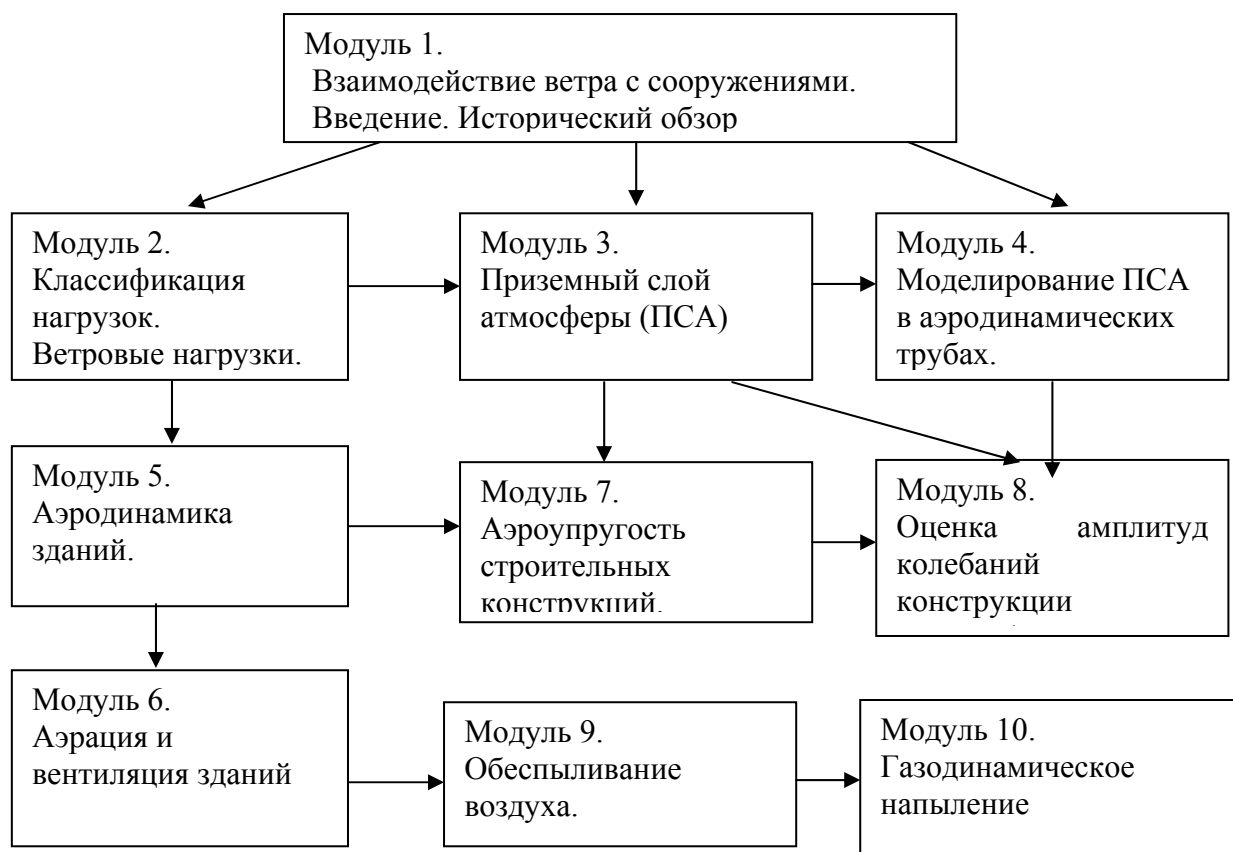 Модуль 1.
Взаимодействие ветра с сооружениями.
Введение. Исторический обзор
Модуль 2.
Классификация
нагрузок.
Ветровые нагрузки.
Модуль 3.
Приземный слой
атмосферы (ПСА)
Модуль 4.
Моделирование ПСА
в аэродинамических
трубах.
Модуль 5.
Аэродинамика
зданий.
Модуль 7.
Аэроупругость
строительных
конструкций.
Модуль 8.
Оценка амплитуд
колебаний
конструкции
Модуль 6.
Аэрация и
вентиляция зданий
Модуль 9.
Обеспыливание
воздуха.
Модуль 10.
Газодинамическое
напыление